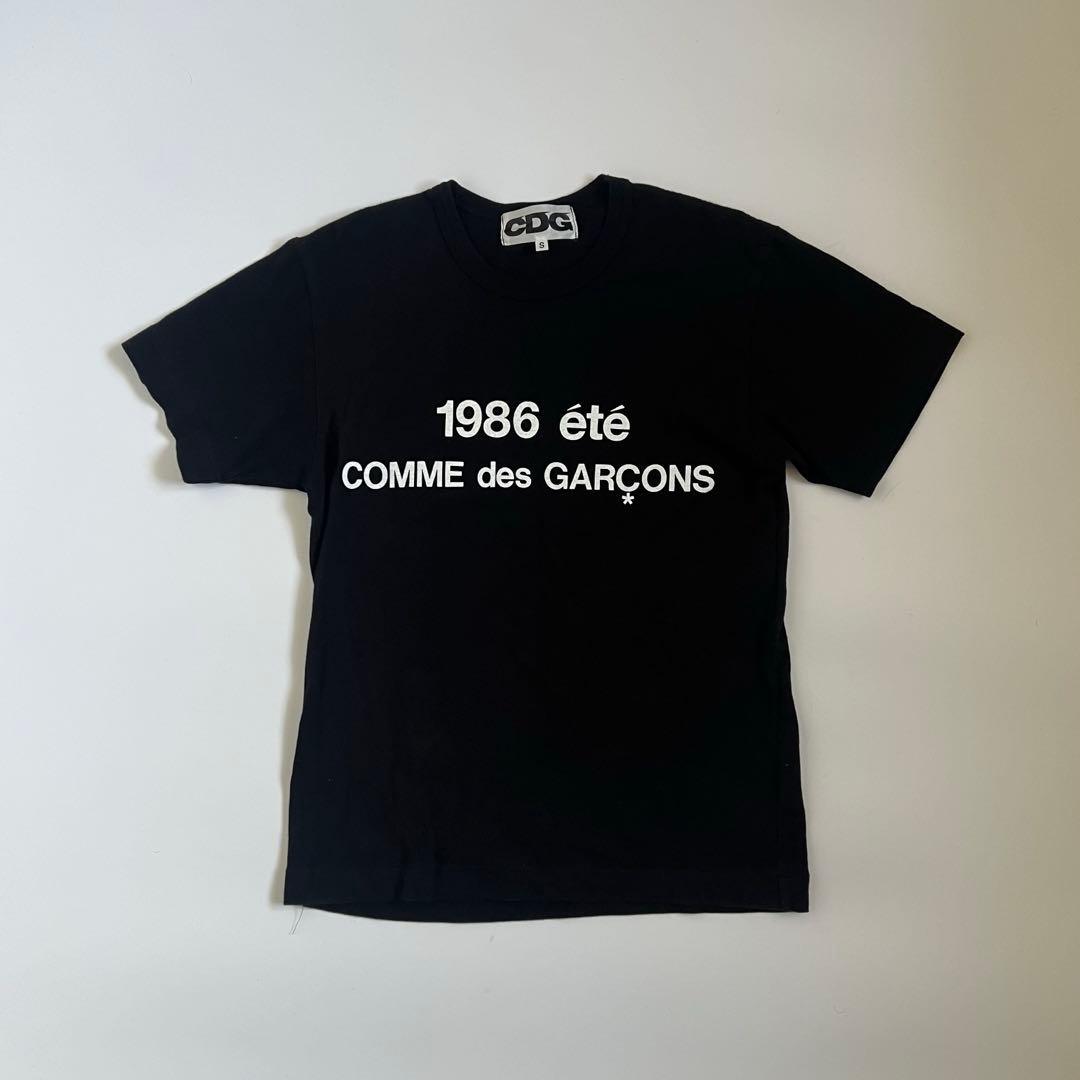 CDG
S
1986 été
COMME des GARÇONS
*